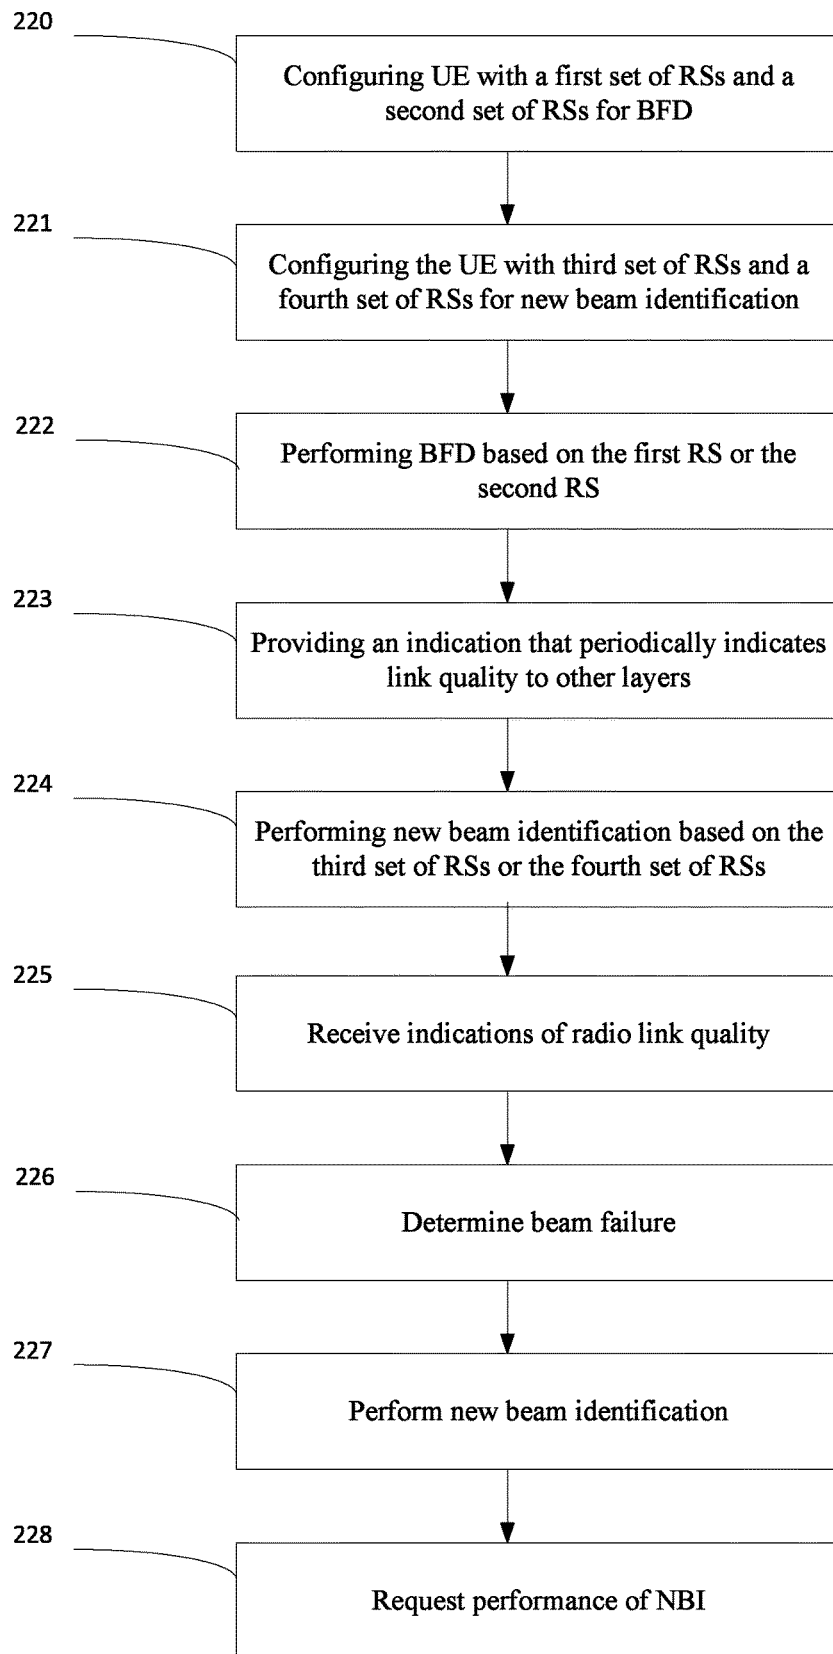 220
Configuring UE with a first set of RSs and a
second set of RSs for BFD
221
Configuring the UE with third set of RSs and a
fourth set of RSs for new beam identification
222
Performing BFD based on the first RS or the
second RS
223
Providing an indication that periodically indicates
link quality to other layers
224
Performing new beam identification based on the
third set of RSs or the fourth set of RSs
225
Receive indications of radio link quality
226
Determine beam failure
227
Perform new beam identification
228
Request performance of NBI